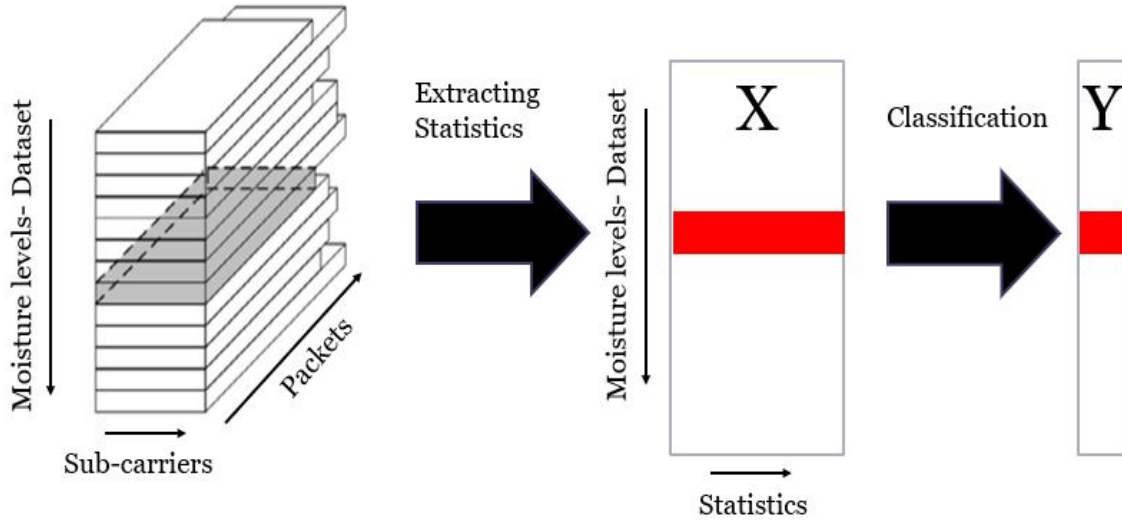 Moisture levels- Dataset
Sub-carriers
Packets
Extracting
Statistics
Moisture levels- Dataset
X
Statistics
Classification
Y